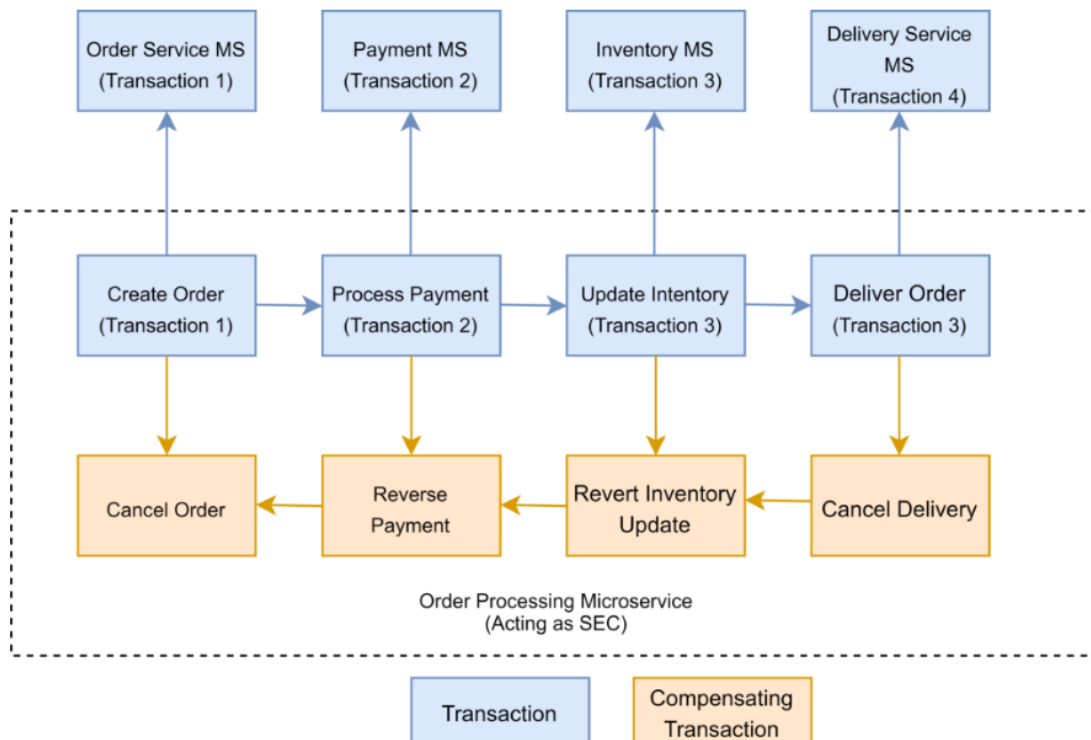 Order Service MS
(Transaction 1)
Payment MS
(Transaction 2)
Inventory MS
(Transaction 3)
Delivery Service
MS
(Transaction 4)
Create Order
(Transaction 1)
Process Payment
(Transaction 2)
Update Intentory
(Transaction 3)
Deliver Order
(Transaction 3)
Cancel Order
Reverse
Payment
Revert Inventory
Update
Cancel Delivery
Order Processing Microservice
(Acting as SEC)
Transaction
Compensating
Transaction